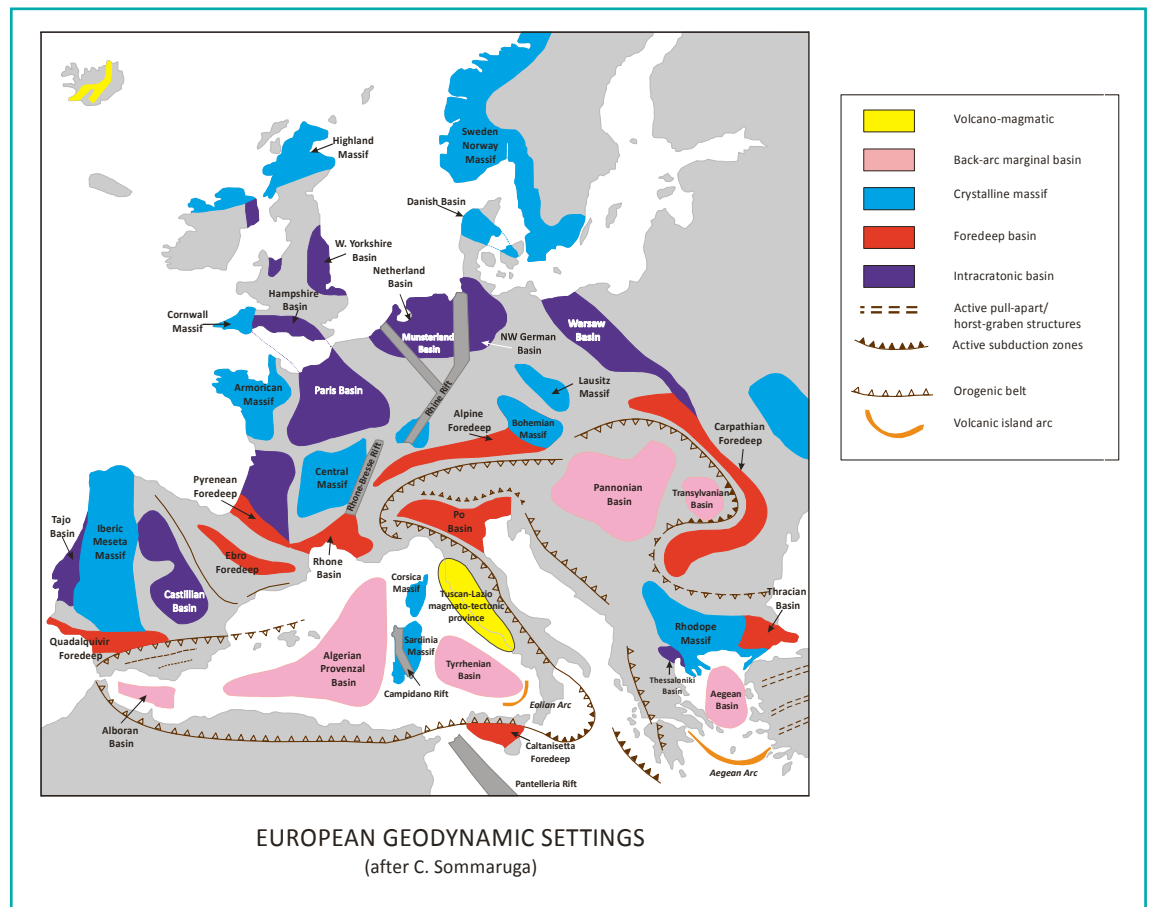 Highland
Massif
Sweden
Norway
Massif
Danish Basin
W. Yorkshire
Basin
Netherland
Basin
Hampshire
Basin
Cornwall
Massif
Munsterland
Basin
NW German
Basin
Warsaw
Basin
Armorican
Massif
Paris Basin
Rhine Rift
Lausitz
Massif
Alpine
Foredeep
Bohemian
Massif
Carpathian
Foredeep
Central
Massif
Rhone-Bresse Rift
Pyrenean
Foredeep
Pannonian
Basin
Transylvanian
Basin
Tajo
Basin
Iberic
Meseta
Massif
Po
Basin
Ebro
Foredeep
Rhone
Basin
Castillian
Basin
Corsica
Massif
Tuscan-Lazio
magmato-tectonic
province
Thracian
Basin
Rhodope
Massif
Quadalquivir
Foredeep
Algerian
Provenzal
Basin
Sardinia
Massif
Tyrrhenian
Basin
Campidano Rift
Thessaloniki
Basin
Aegean
Basin
Eolian Arc
Alboran
Basin
Caltanisetta
Foredeep
Aegean Arc
Pantelleria Rift
Volcano-magmatic
Back-arc marginal basin
Crystalline massif
Foredeep basin
Intracratonic basin
Active pull-apart/
horst-graben structures
Active subduction zones
Orogenic belt
Volcanic island arc
EUROPEAN GEODYNAMIC SETTINGS
(after C. Sommaruga)